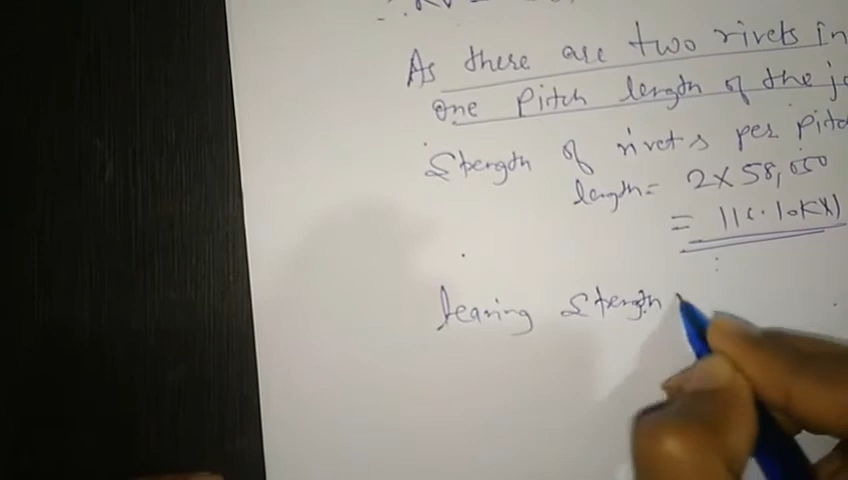 As there are two rivets in
one pitch length of the jo
Strength of rivets per pitch
length = 2 x 58,050
= 116.10KN
tearing Strength